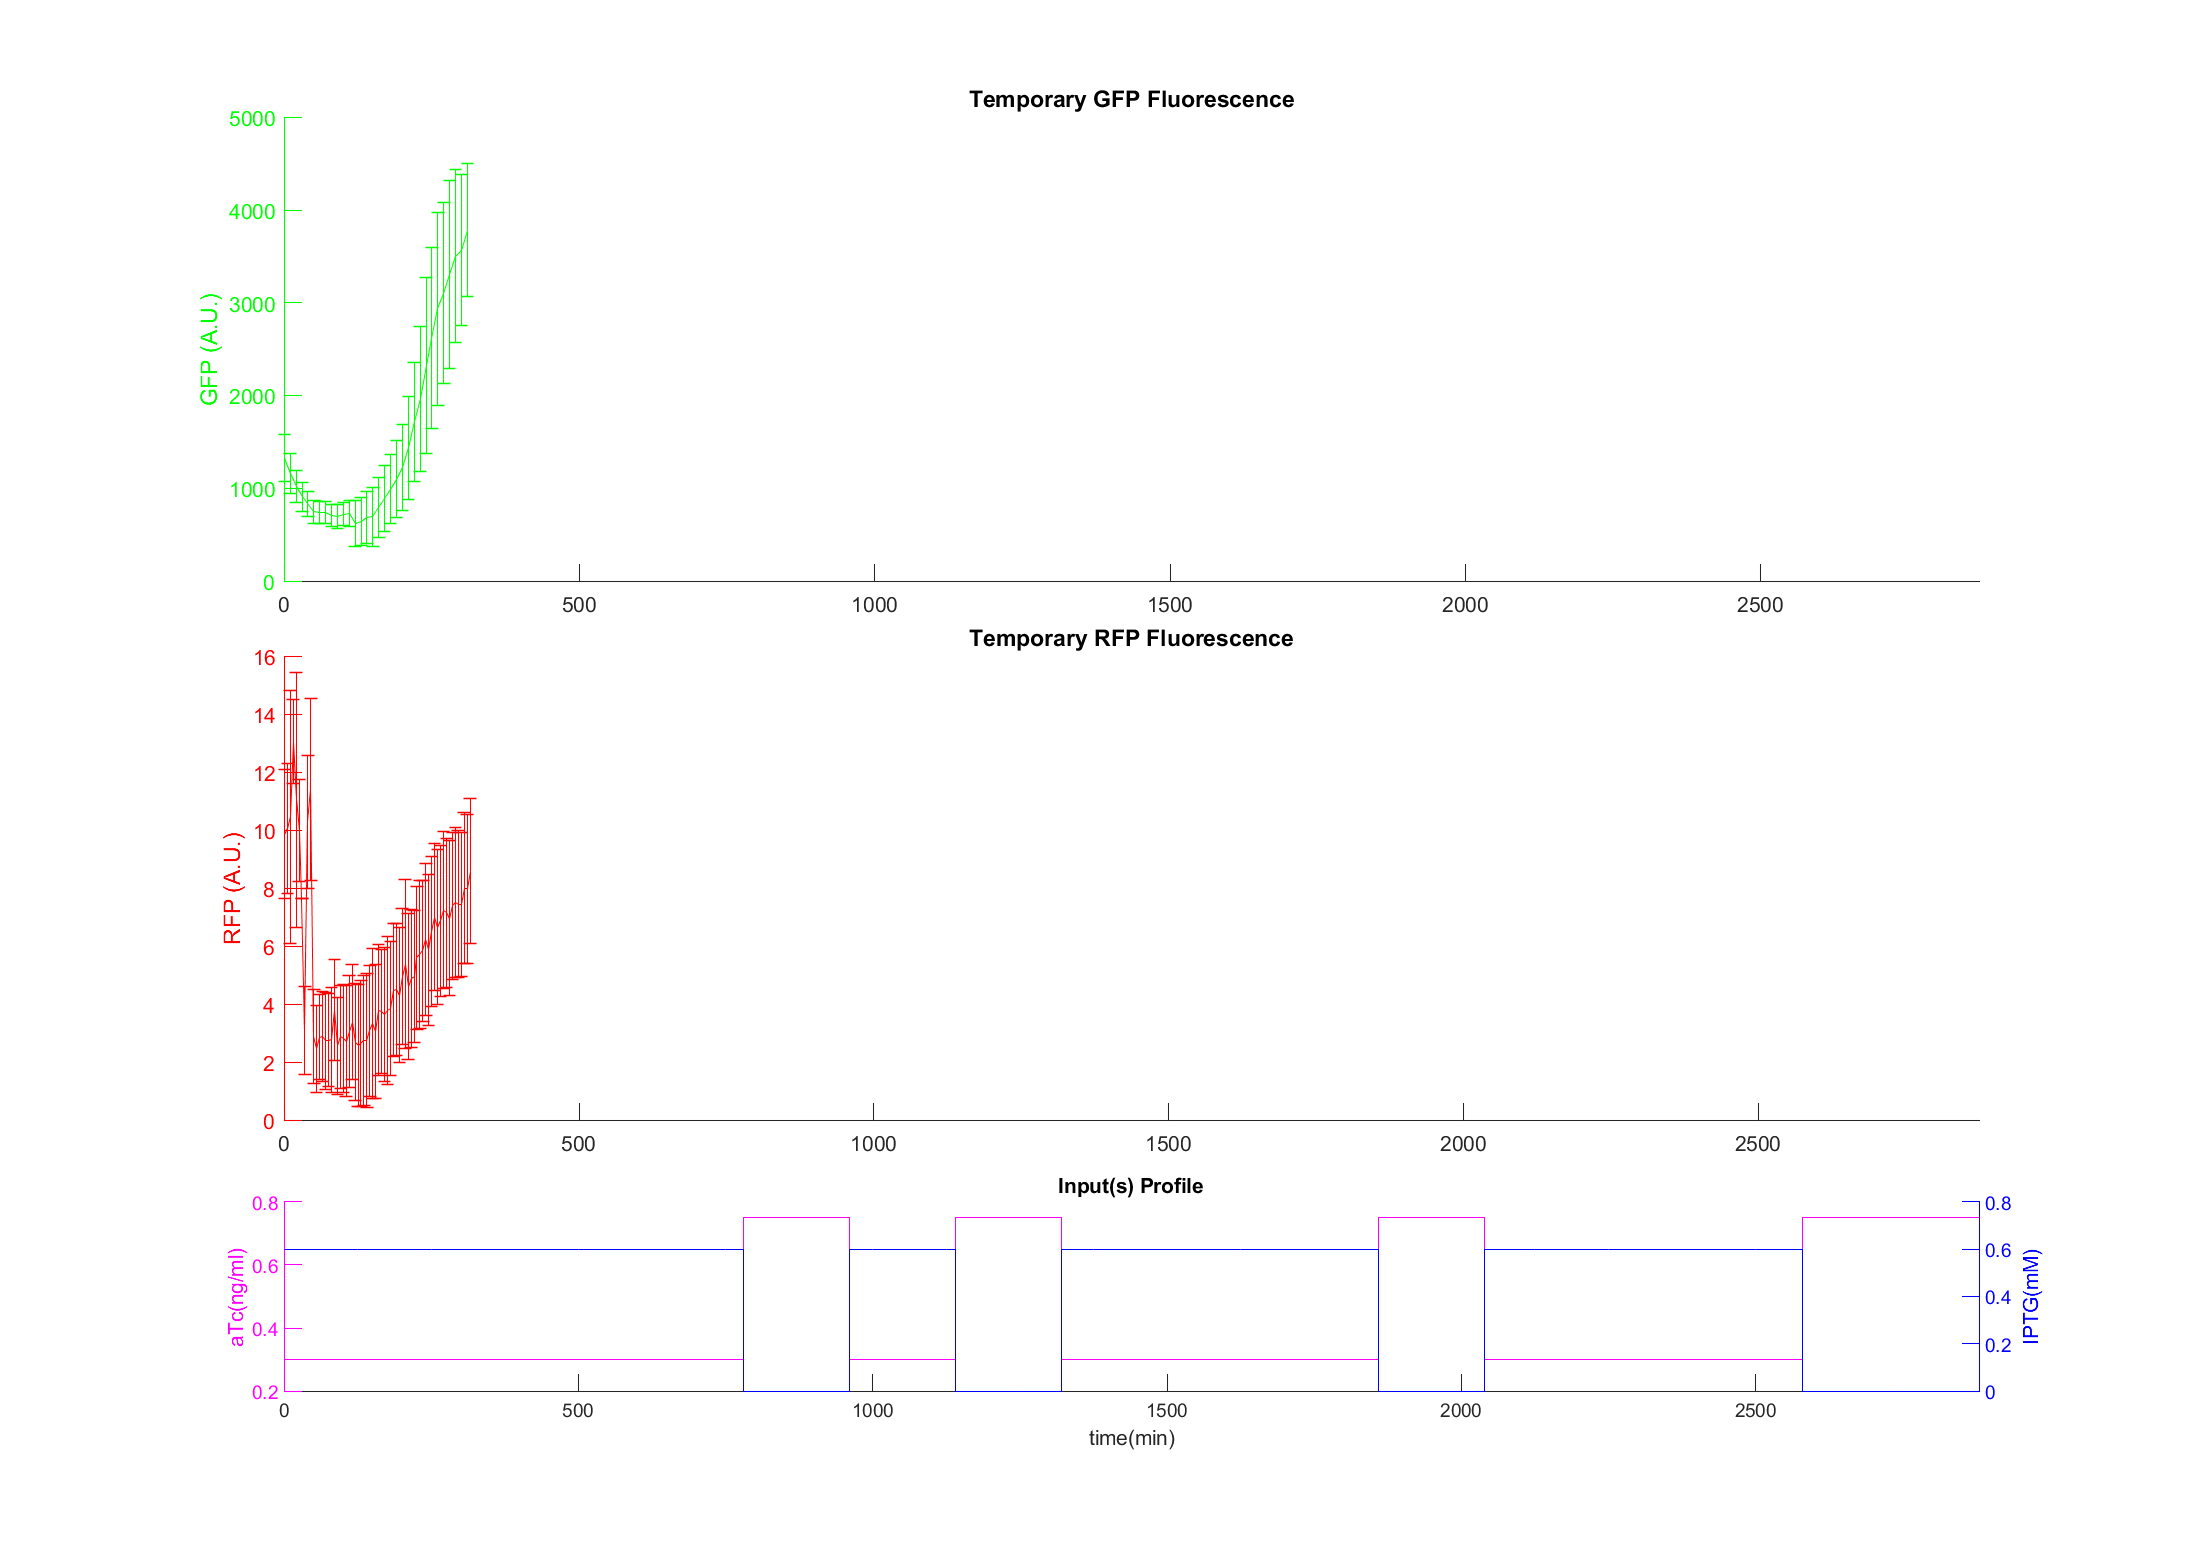 Temporary GFP Fluorescence
5000
4000
3000
2000
1000
0
GFP (A.U.)
0 500 1000 1500 2000 2500
Temporary RFP Fluorescence
16
14
12
10
8
6
4
2
0
RFP (A.U.)
0 500 1000 1500 2000 2500
Input(s) Profile
0.8
0.6
0.4
0.2
aTc(ng/ml)
0.8
0.6
0.4
0.2
0
IPTG(mM)
0 500 1000 1500 2000 2500
time(min)